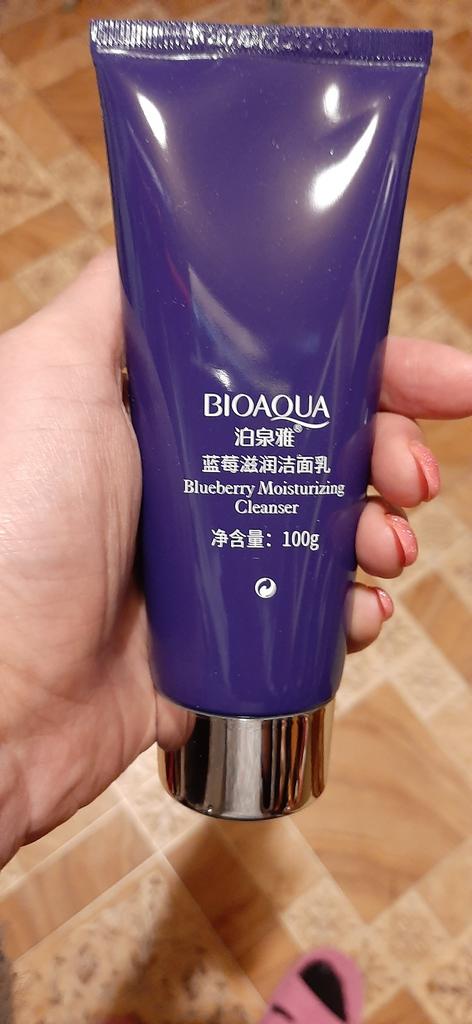 BIOAQUA
泊泉雅®
蓝莓滋润洁面乳
Blueberry Moisturizing
Cleanser
净含量：100g